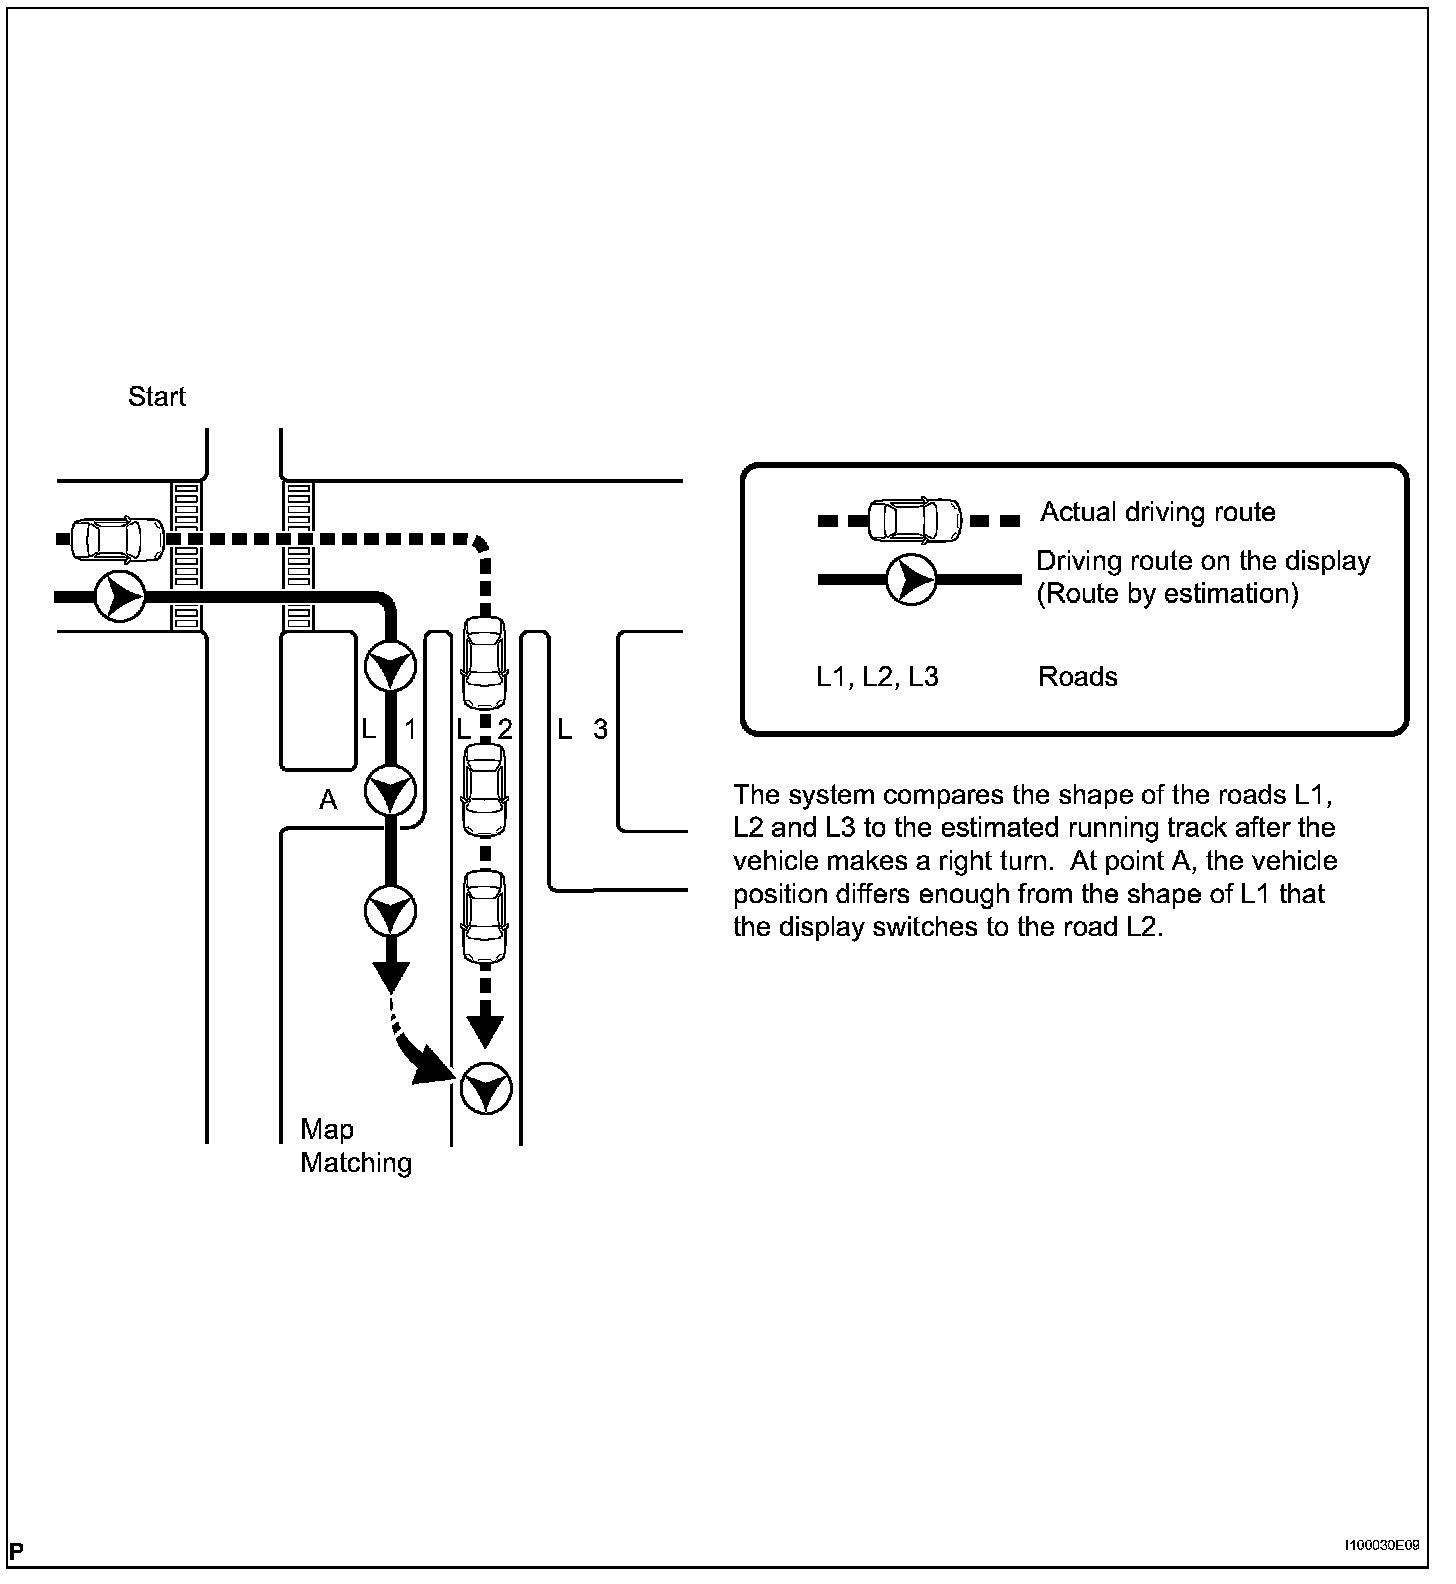 Start
Actual driving route
Driving route on the display
(Route by estimation)
L1, L2, L3 Roads
L 1 L 2 L 3
A
The system compares the shape of the roads L1,
L2 and L3 to the estimated running track after the
vehicle makes a right turn.  At point A, the vehicle
position differs enough from the shape of L1 that
the display switches to the road L2.
Map
Matching
P
I100030E09